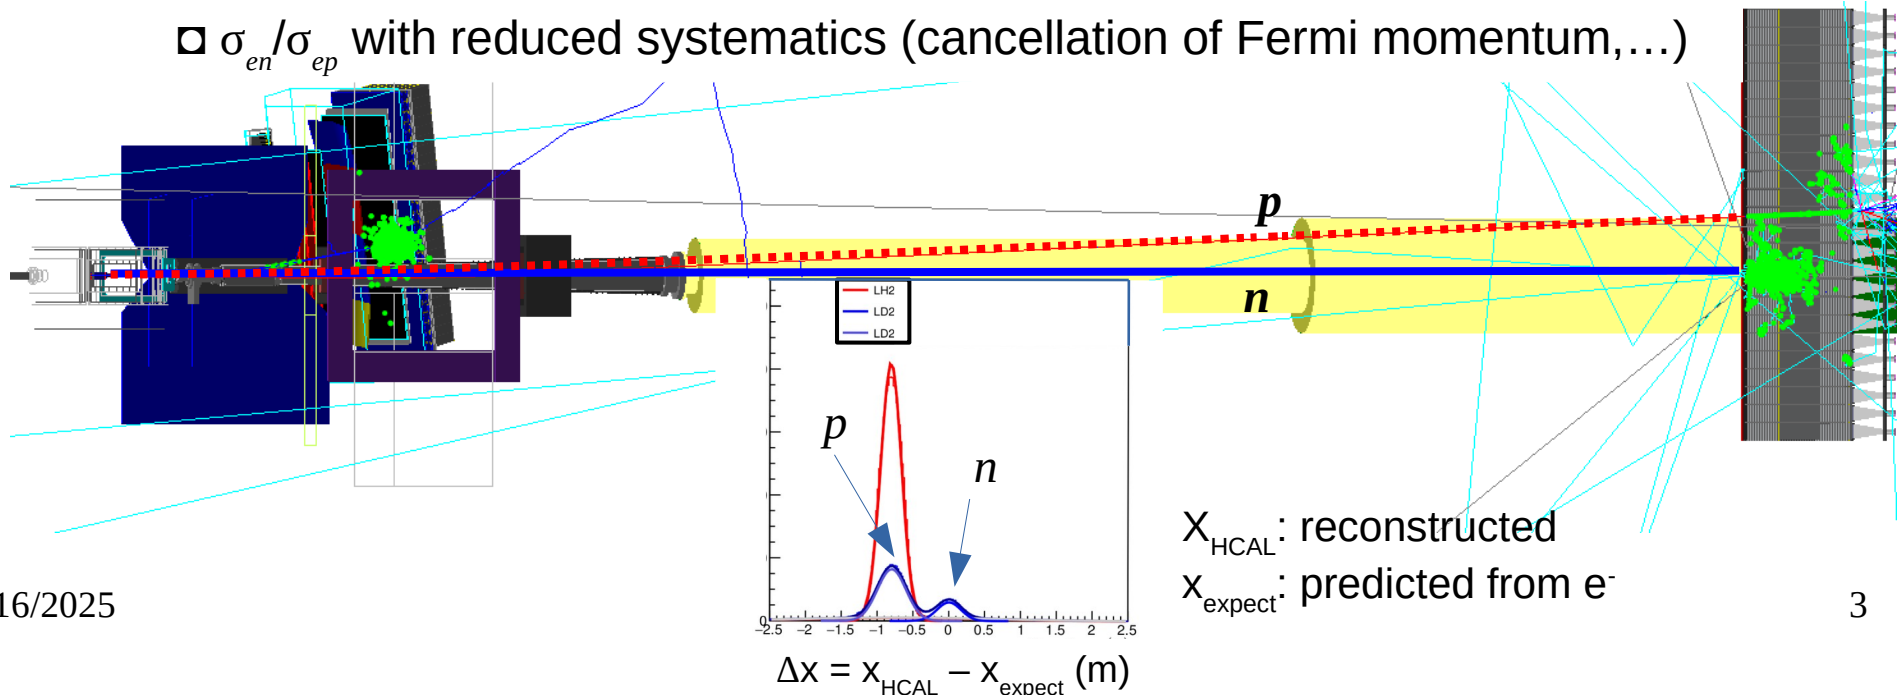 ◘ σen/σep with reduced systematics (cancellation of Fermi momentum,…)
p
n
LH2
LD2
LD2
p
n
0
−2.5 −2 −1.5 −1 −0.5 0 0.5 1 1.5 2 2.5
Δx = xHCAL – xexpect (m)
XHCAL: reconstructed
xexpect: predicted from e-
16/2025
3